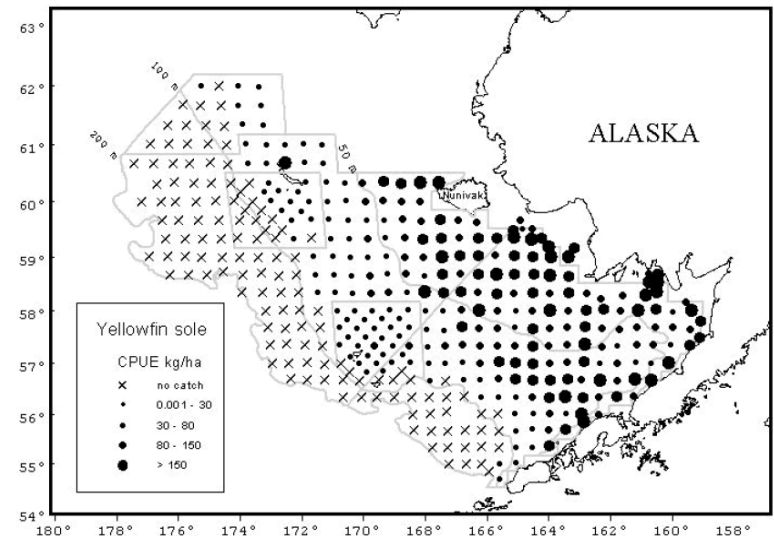 63°
62°
61°
60°
59°
58°
57°
56°
55°
54°
100 m
200 m
50 m
ALASKA
Nunivak
Yellowfin sole
CPUE kg/ha
no catch
0.001 - 30
30 - 80
80 - 150
> 150
180° 178° 176° 174° 172° 170° 168° 166° 164° 162° 160° 158°